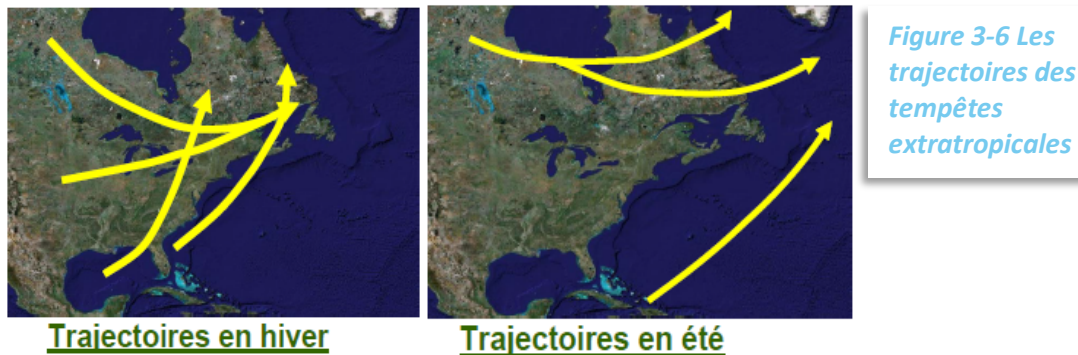 Figure 3-6 Les
trajectoires des
tempêtes
extratropicales
Trajectoires en hiver
Trajectoires en été